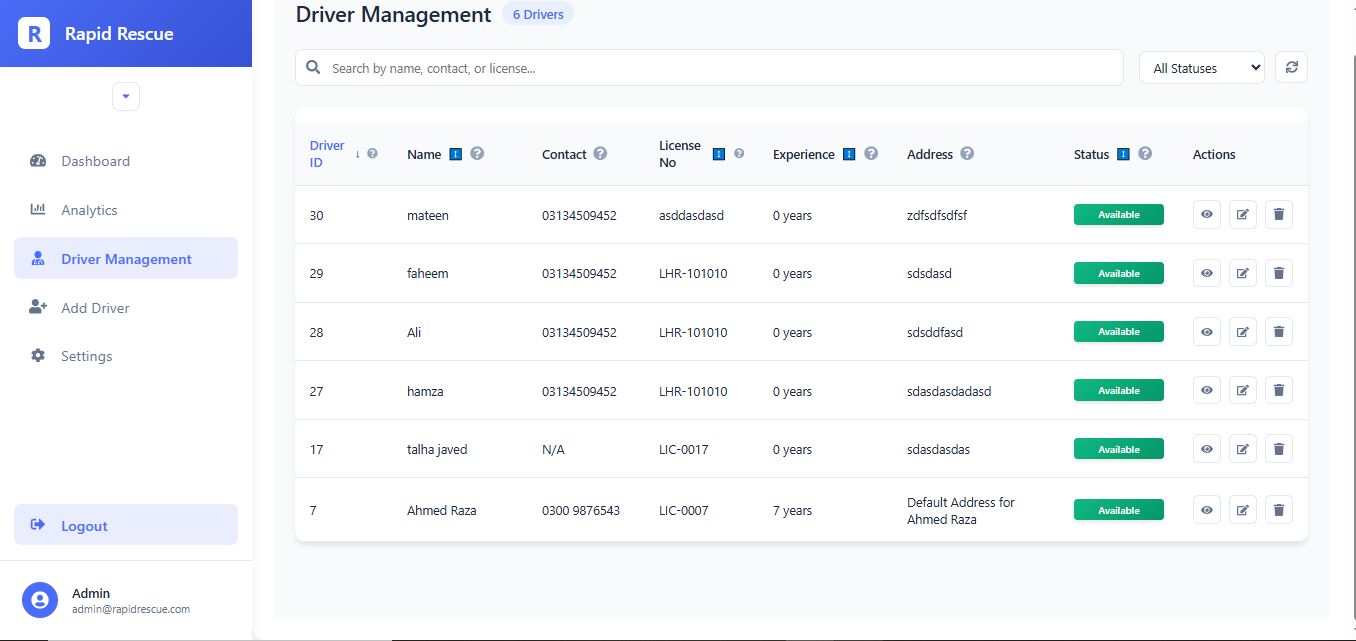 R Rapid Rescue
Dashboard
Analytics
Driver Management
Add Driver
Settings
Logout
Admin
admin@rapidrescue.com
Driver Management 6 Drivers
Search by name, contact, or license...
All Statuses
Driver ID ↓ ? Name ↕ ? Contact ? License No ↕ ? Experience ↕ ? Address ? Status ↕ ? Actions
30 mateen 03134509452 asddasdasd 0 years zdfsdfsdfsf Available
29 faheem 03134509452 LHR-101010 0 years sdsdasd Available
28 Ali 03134509452 LHR-101010 0 years sdsddfasd Available
27 hamza 03134509452 LHR-101010 0 years sdasdasdadasd Available
17 talha javed N/A LIC-0017 0 years sdasdasdas Available
7 Ahmed Raza 0300 9876543 LIC-0007 7 years Default Address for Ahmed Raza Available